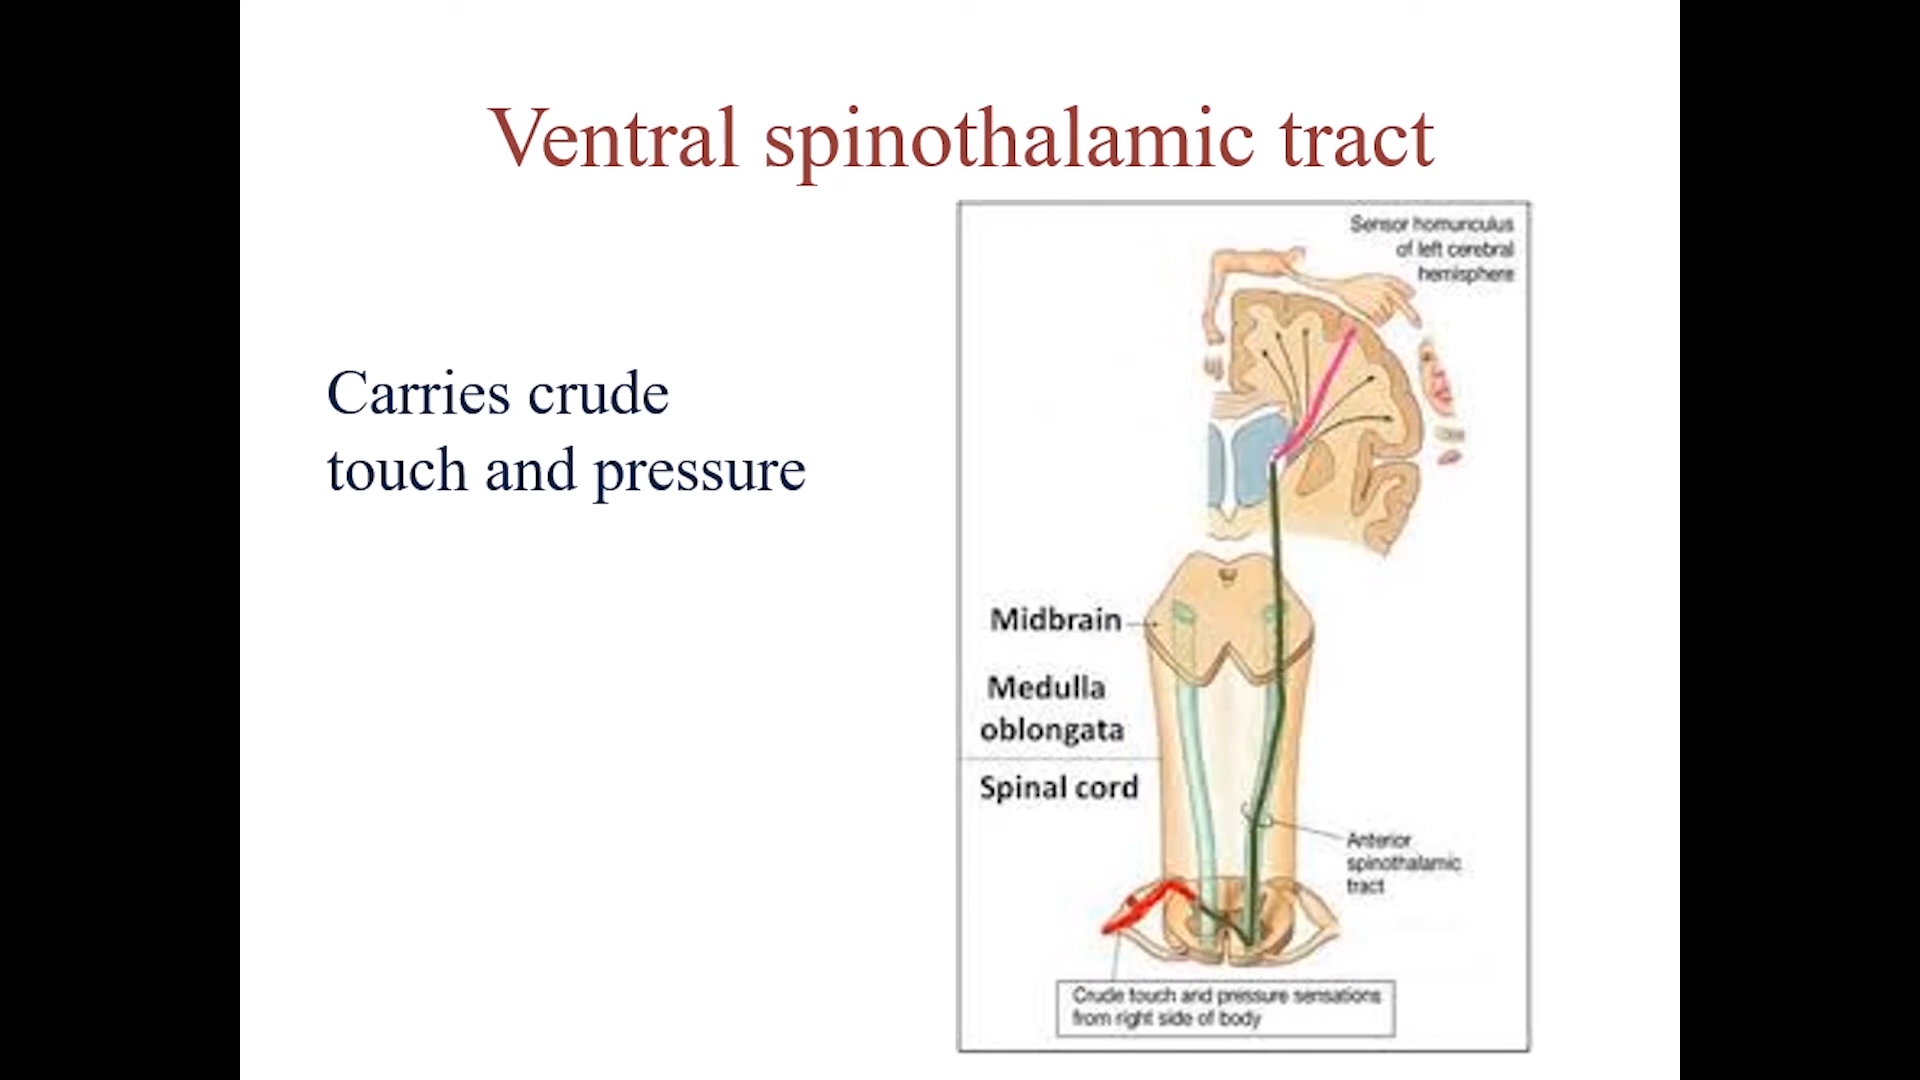 Ventral spinothalamic tract
Carries crude
touch and pressure
Sensor homunculus
of left cerebral
hemisphere
Midbrain
Medulla
oblongata
Spinal cord
Anterior
spinothalamic
tract
Crude touch and pressure sensations
from right side of body